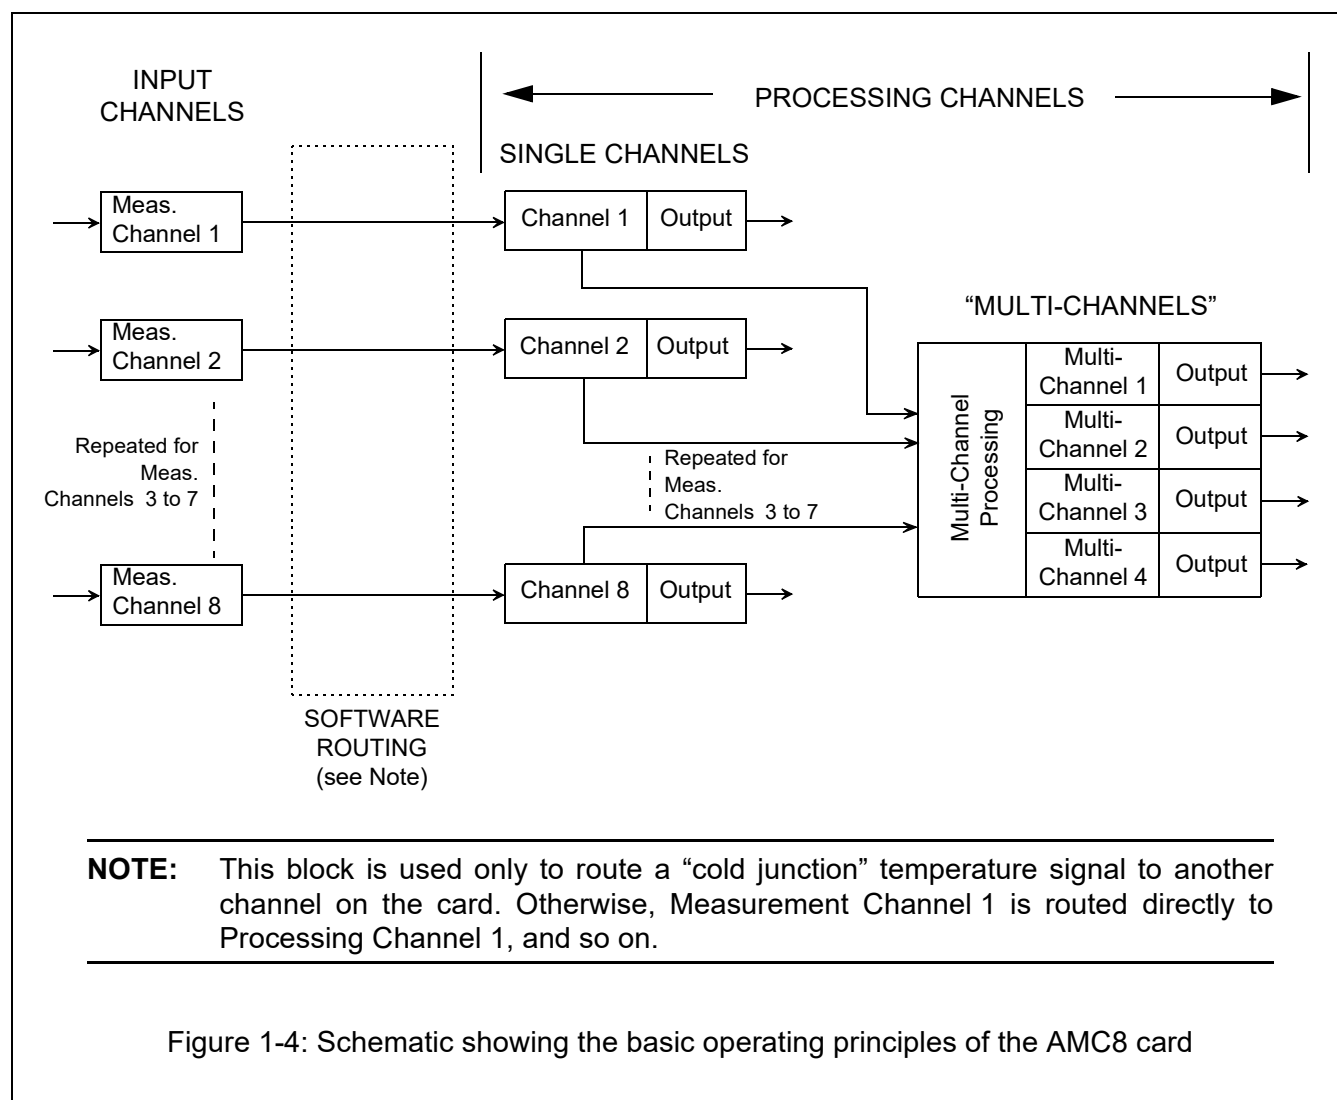 INPUT
CHANNELS
PROCESSING CHANNELS
SINGLE CHANNELS
Meas.
Channel 1
Channel 1
Output
Meas.
Channel 2
Channel 2
Output
Repeated for
Meas.
Channels 3 to 7
Repeated for
Meas.
Channels 3 to 7
Meas.
Channel 8
Channel 8
Output
“MULTI-CHANNELS”
Multi-Channel
Processing
Multi-
Channel 1
Output
Multi-
Channel 2
Output
Multi-
Channel 3
Output
Multi-
Channel 4
Output
SOFTWARE
ROUTING
(see Note)
NOTE: This block is used only to route a “cold junction” temperature signal to another
channel on the card. Otherwise, Measurement Channel 1 is routed directly to
Processing Channel 1, and so on.
Figure 1-4: Schematic showing the basic operating principles of the AMC8 card